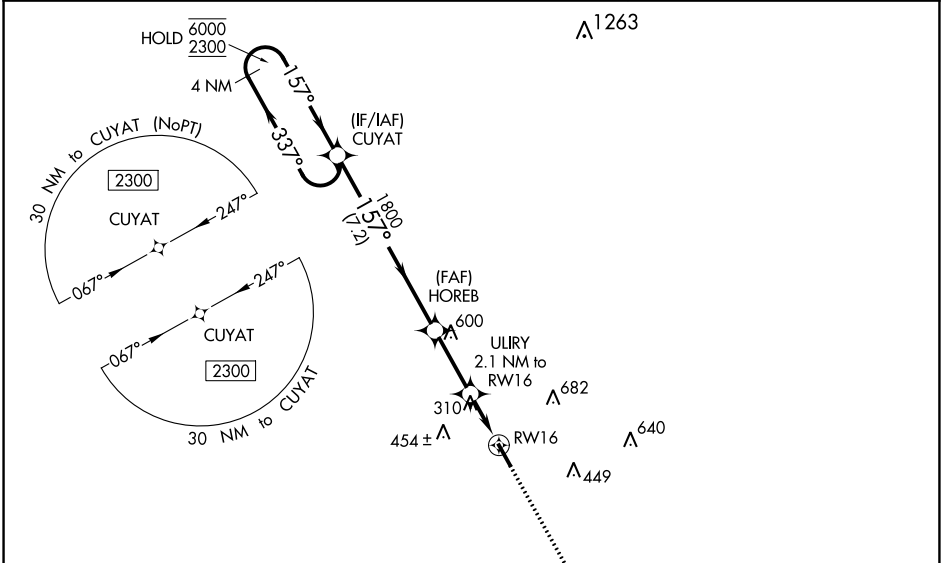 1263
HOLD 6000
2300
4 NM
157°
337°
(IF/IAF)
CUYAT
30 NM to CUYAT (NoPT)
2300
CUYAT
247°
067°
1800
157°
(7.2)
247°
067°
CUYAT
2300
30 NM to CUYAT
(FAF)
HOREB
600
ULIRY
2.1 NM to
RW16
310
682
454 ±
RW16
640
449